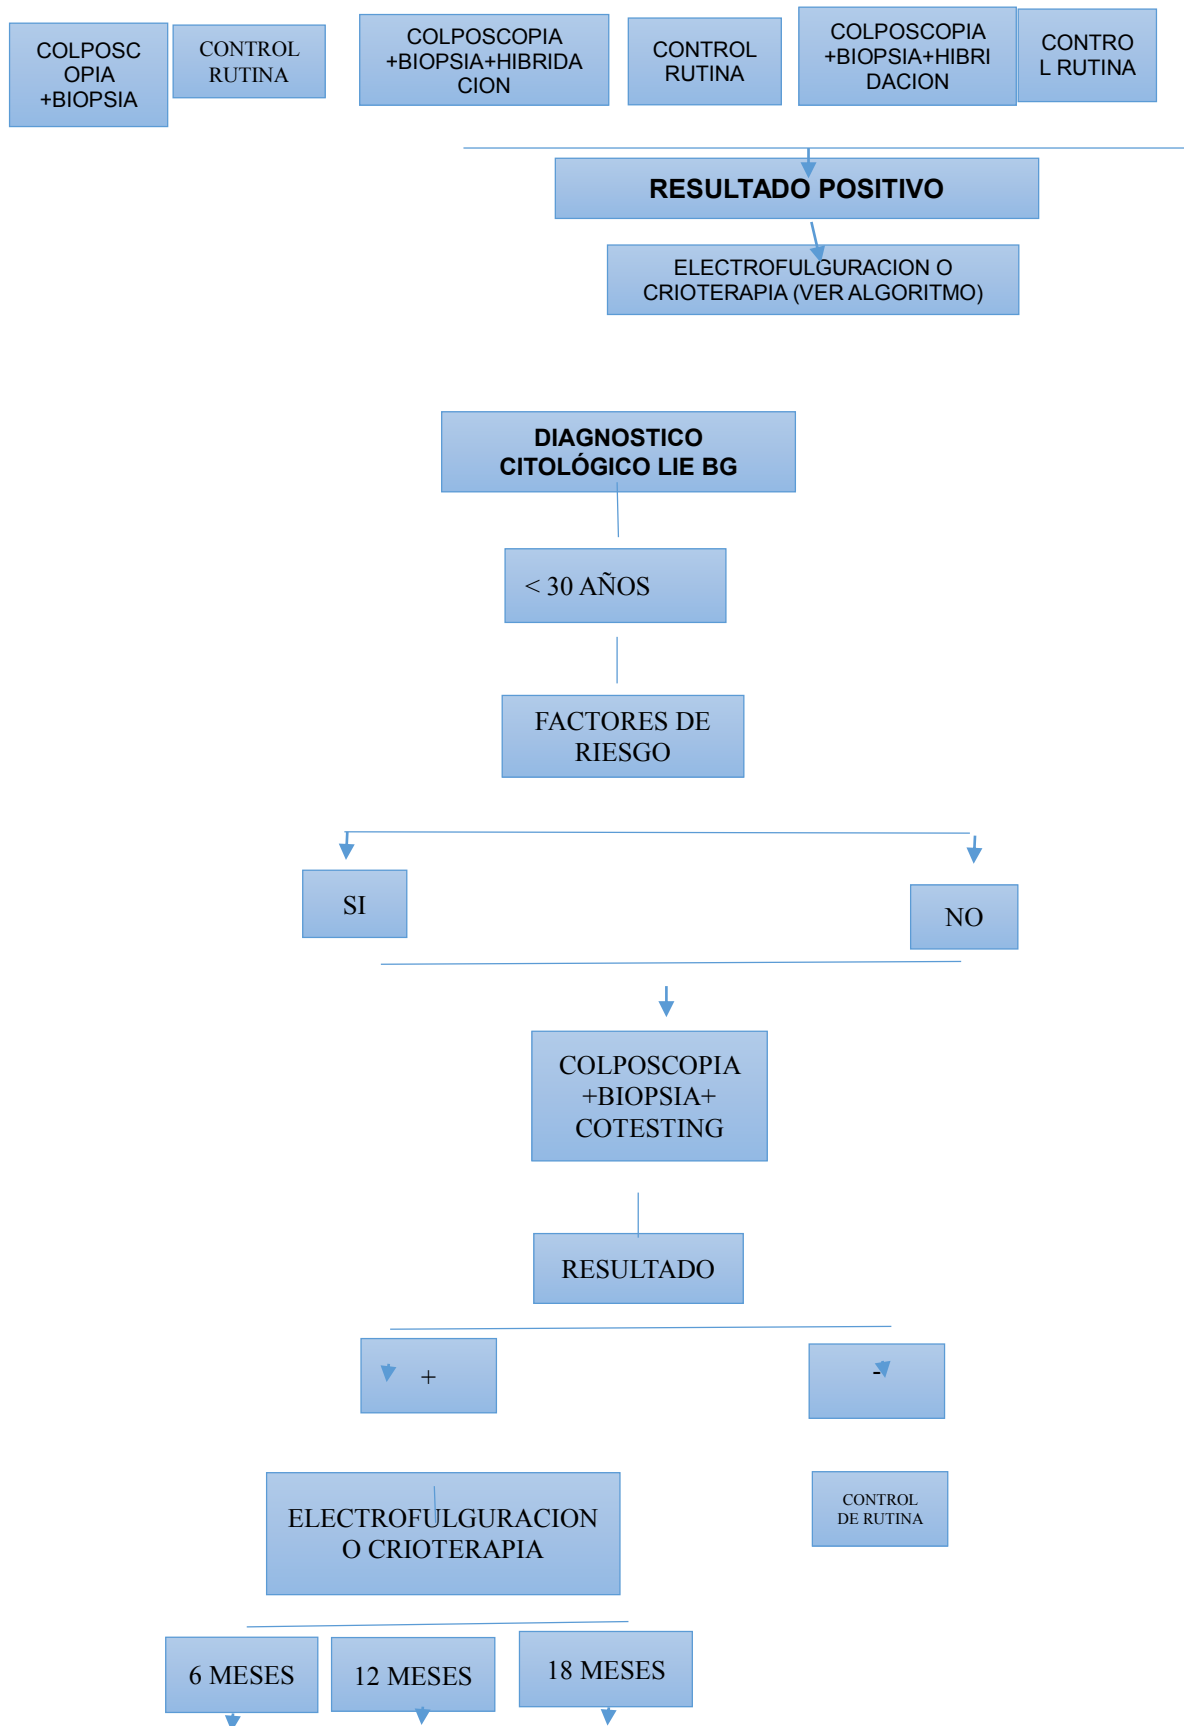 COLPOSC
OPIA
+BIOPSIA
CONTROL
RUTINA
COLPOSCOPIA
+BIOPSIA+HIBRIDA
CION
CONTROL
RUTINA
COLPOSCOPIA
+BIOPSIA+HIBRI
DACION
CONTRO
L RUTINA
RESULTADO POSITIVO
ELECTROFULGURACION O
CRIOTERAPIA (VER ALGORITMO)
DIAGNOSTICO
CITOLÓGICO LIE BG
< 30 AÑOS
FACTORES DE
RIESGO
SI
NO
COLPOSCOPIA
+BIOPSIA+
COTESTING
RESULTADO
+
-
ELECTROFULGURACION
O CRIOTERAPIA
CONTROL
DE RUTINA
6 MESES
12 MESES
18 MESES